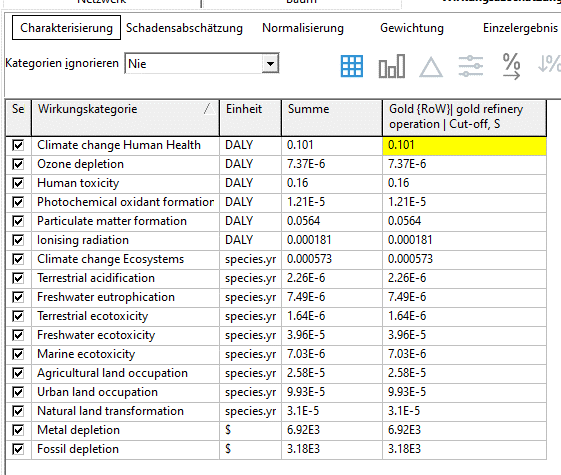 Netzwerk Baum
Charakterisierung Schadensabschätzung Normalisierung Gewichtung Einzelergebnis
Kategorien ignorieren Nie
% %
Se Wirkungskategorie Einheit Summe Gold {RoW}| gold refinery
operation | Cut-off, S
Climate change Human Health DALY 0.101 0.101
Ozone depletion DALY 7.37E-6 7.37E-6
Human toxicity DALY 0.16 0.16
Photochemical oxidant formation DALY 1.21E-5 1.21E-5
Particulate matter formation DALY 0.0564 0.0564
Ionising radiation DALY 0.000181 0.000181
Climate change Ecosystems species.yr 0.000573 0.000573
Terrestrial acidification species.yr 2.26E-6 2.26E-6
Freshwater eutrophication species.yr 7.49E-6 7.49E-6
Terrestrial ecotoxicity species.yr 1.64E-6 1.64E-6
Freshwater ecotoxicity species.yr 3.96E-5 3.96E-5
Marine ecotoxicity species.yr 7.03E-6 7.03E-6
Agricultural land occupation species.yr 2.58E-5 2.58E-5
Urban land occupation species.yr 9.93E-5 9.93E-5
Natural land transformation species.yr 3.1E-5 3.1E-5
Metal depletion $ 6.92E3 6.92E3
Fossil depletion $ 3.18E3 3.18E3